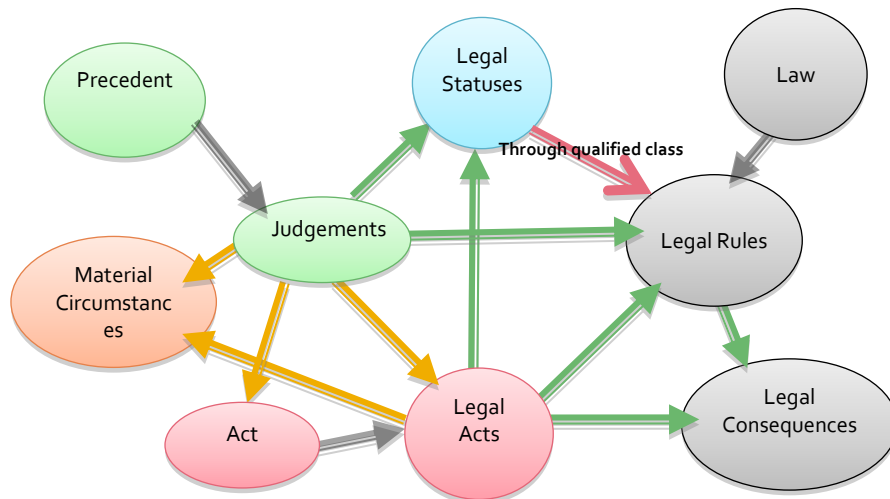 Legal
Statuses
Law
Precedent
Through qualified class
Judgements
Legal Rules
Material
Circumstanc
es
Legal
Acts
Act
Legal
Consequences